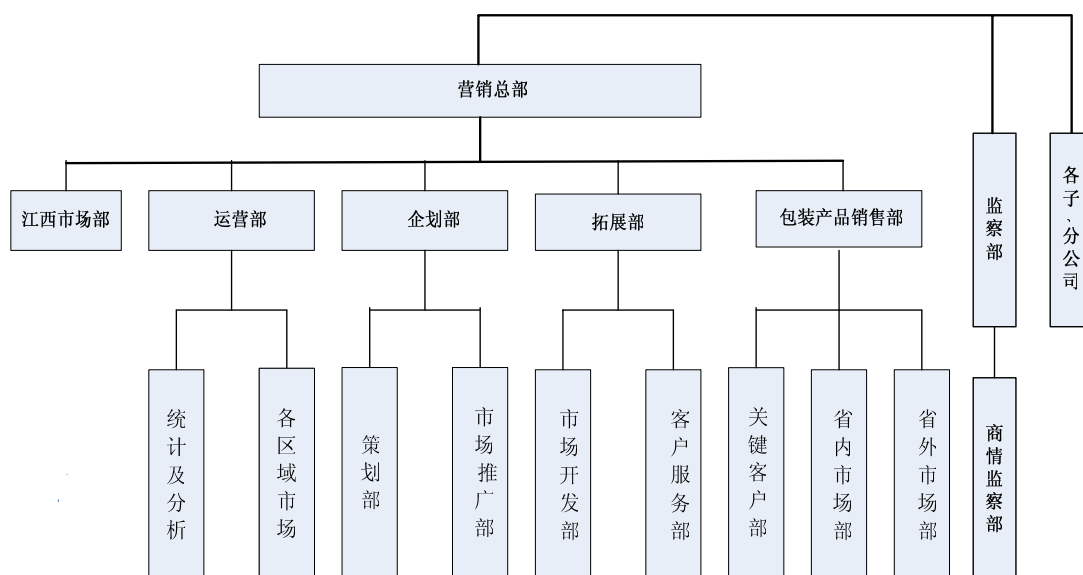 营销总部
江西市场部
运营部
企划部
拓展部
包装产品销售部
监察部
各子、分公司
统计及分析
各区域市场
策划部
市场推广部
市场开发部
客户服务部
关键客户部
省内市场部
省外市场部
商情监察部